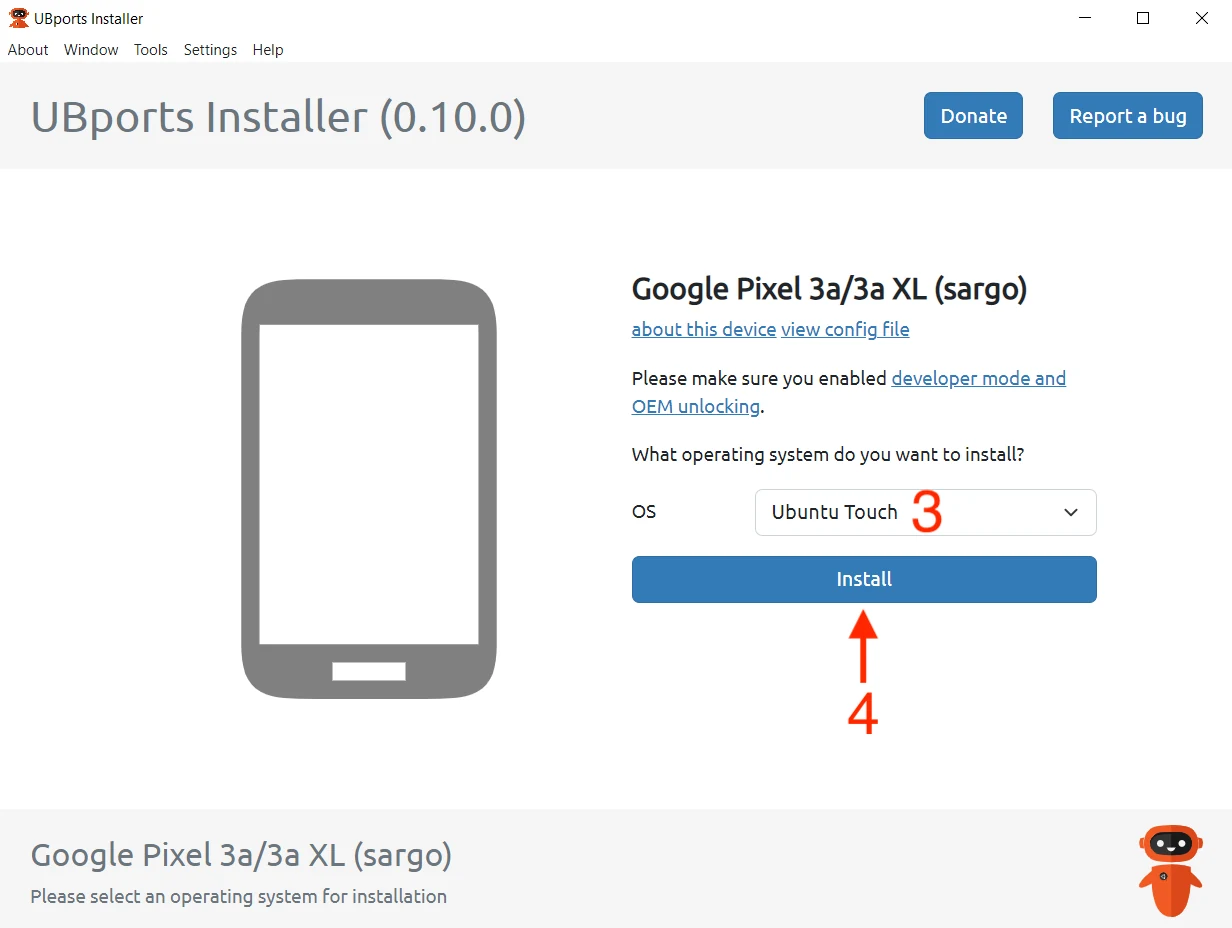 UBports Installer
About Window Tools Settings Help
UBports Installer (0.10.0)
Donate
Report a bug
Google Pixel 3a/3a XL (sargo)
about this device view config file
Please make sure you enabled developer mode and
OEM unlocking.
What operating system do you want to install?
OS
Ubuntu Touch
3
Install
4
Google Pixel 3a/3a XL (sargo)
Please select an operating system for installation